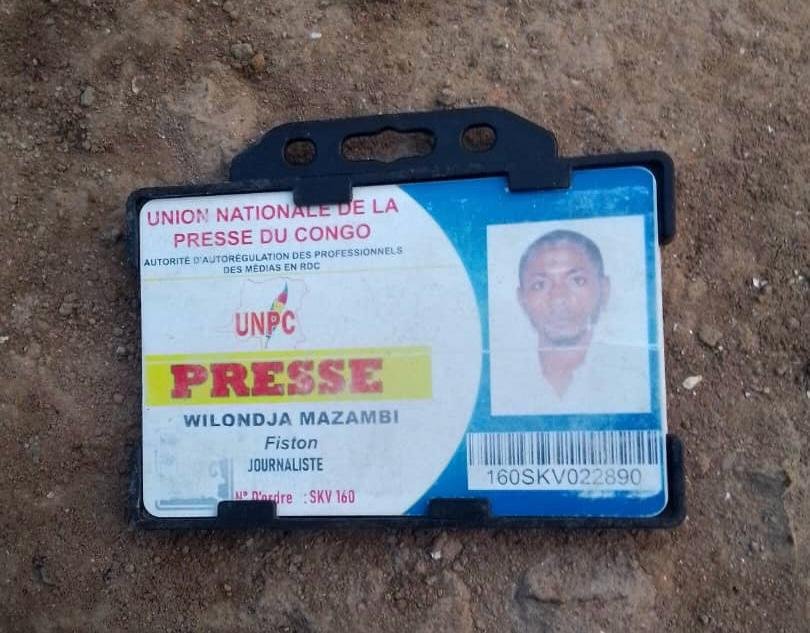 UNION NATIONALE DE LA
PRESSE DU CONGO
AUTORITÉ D'AUTORÉGULATION DES PROFESSIONNELS
DES MÉDIAS EN RDC
UNPC
PRESSE
WILONDJA MAZAMBI
Fiston
JOURNALISTE
N° D'ordre : SKV 160
160SKV022890